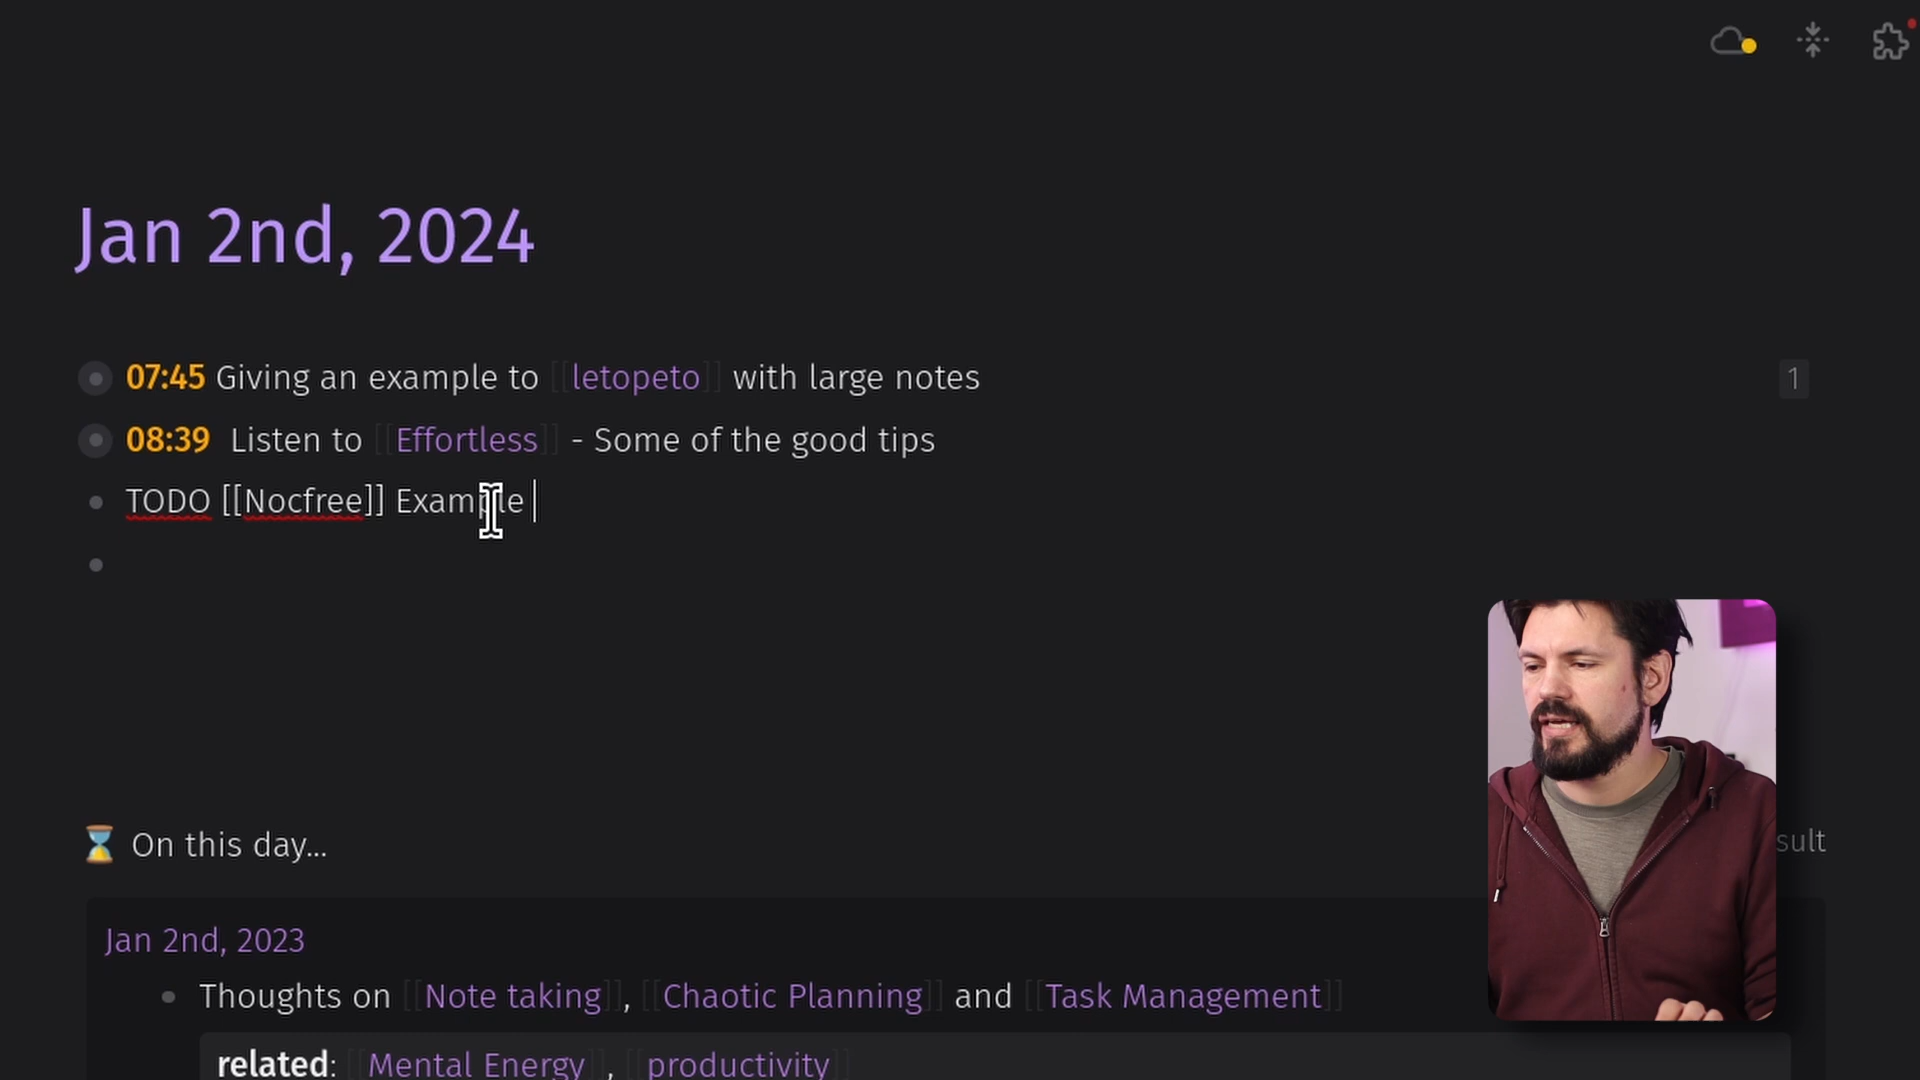 Jan 2nd, 2024
07:45 Giving an example to [[letopeto]] with large notes 1
08:39 Listen to [[Effortless]] - Some of the good tips
TODO [[Nocfree]] Example
⌛ On this day...
sult
Jan 2nd, 2023
Thoughts on [[Note taking]], [[Chaotic Planning]] and [[Task Management]]
related: [[Mental Energy]], [[productivity]]